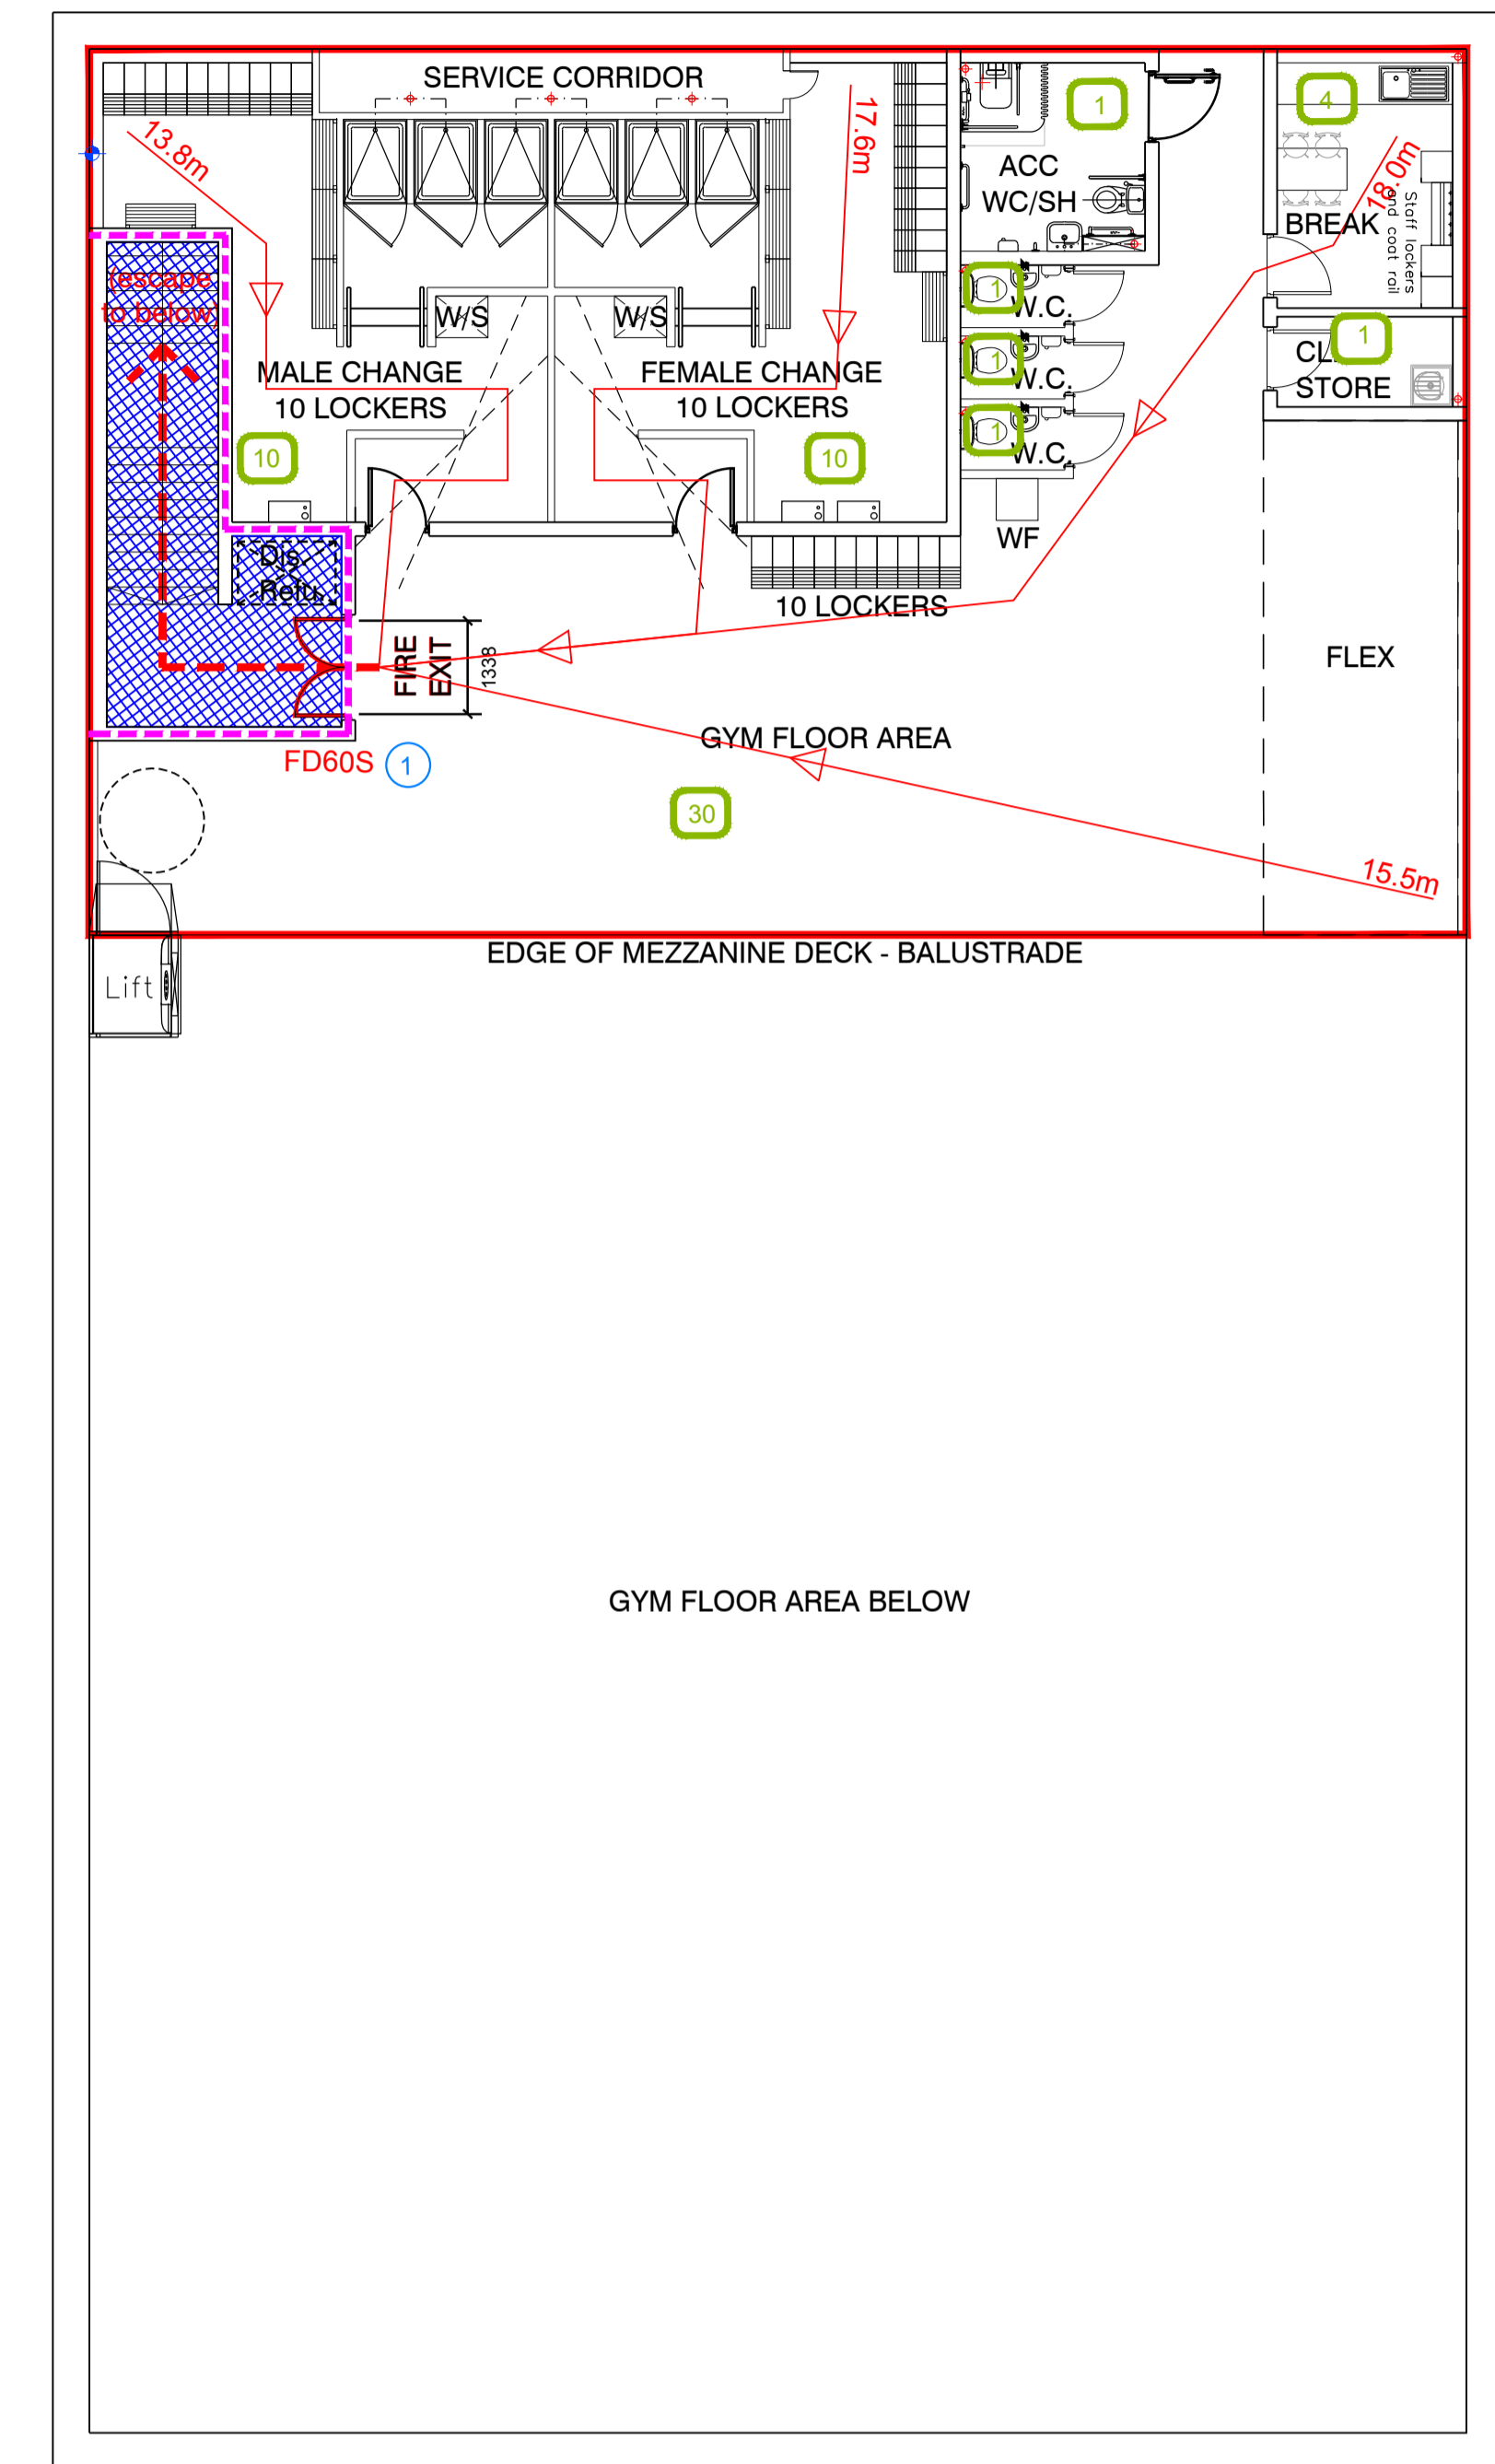 SERVICE CORRIDOR
13.8m
17.6m
1
4
ACC
WC/SH
18.0m
BREAK
Staff lockers
and coat rail
(escape
to below)
W/S
W/S
1
W.C.
1
CL
STORE
MALE CHANGE
10 LOCKERS
FEMALE CHANGE
10 LOCKERS
1
W.C.
10
10
1
W.C.
WF
Dis.
Refu.
10 LOCKERS
FIRE
EXIT
1338
FLEX
GYM FLOOR AREA
FD60S
1
30
15.5m
EDGE OF MEZZANINE DECK - BALUSTRADE
Lift
GYM FLOOR AREA BELOW